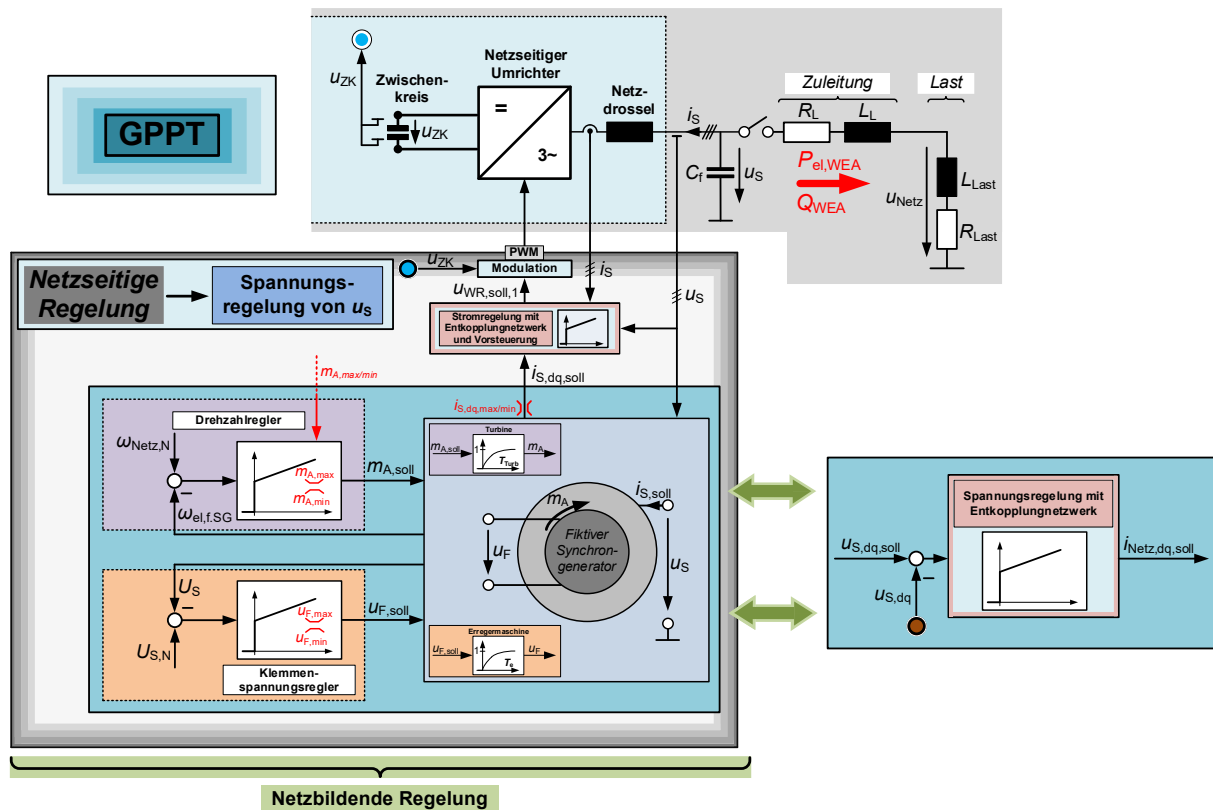 GPPT
u_ZK
Zwischen-
kreis
u_ZK
Netzseitiger
Umrichter
=
3~
Netz-
drossel
i_S
C_f
u_S
Zuleitung
Last
R_L
L_L
P_el,WEA
Q_WEA
u_Netz
L_Last
R_Last
Netzseitige
Regelung
Spannungs-
regelung von u_S
u_ZK
PWM
Modulation
i_S
u_S
u_WR,soll,1
Stromregelung mit
Entkopplungnetzwerk
und Vorsteuerung
i_S,dq,soll
i_S,dq,max/min
m_A,max/min
Drehzahlregler
ω_Netz,N
−
ω_el,f.SG
m_A,max
m_A,min
m_A,soll
Turbine
m_A,soll
1
T_Turb
m_A
m_A
i_S,soll
u_F
Fiktiver
Synchron-
generator
u_S
U_S
−
U_S,N
u_F,max
u_F,min
u_F,soll
Klemmen-
spannungsregler
Erregermaschine
u_F,soll
1
T_e
u_F
Spannungsregelung mit
Entkopplungnetzwerk
u_S,dq,soll
−
u_S,dq
i_Netz,dq,soll
Netzbildende Regelung